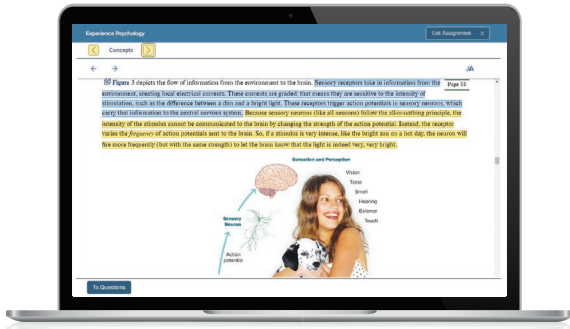 Experience Psychology
Exit Assignment X
< Concepts >
← → AA
Figure 3 depicts the flow of information from the environment to the brain. Sensory receptors take in information from the
Page 55
environment, creating local electrical currents. These currents are graded; that means they are sensitive to the intensity of
stimulation, such as the difference between a dim and a bright light. These receptors trigger action potentials in sensory neurons, which
carry that information to the central nervous system. Because sensory neurons (like all neurons) follow the all-or-nothing principle, the
intensity of the stimulus cannot be communicated to the brain by changing the strength of the action potential. Instead, the receptor
varies the frequency of action potentials sent to the brain. So, if a stimulus is very intense, like the bright sun on a hot day, the neuron will
fire more frequently (but with the same strength) to let the brain know that the light is indeed very, very bright.
Sensation and Perception
Vision
Taste
Smell
Hearing
Balance
Touch
Sensory
Neuron
Action
potential
To Questions